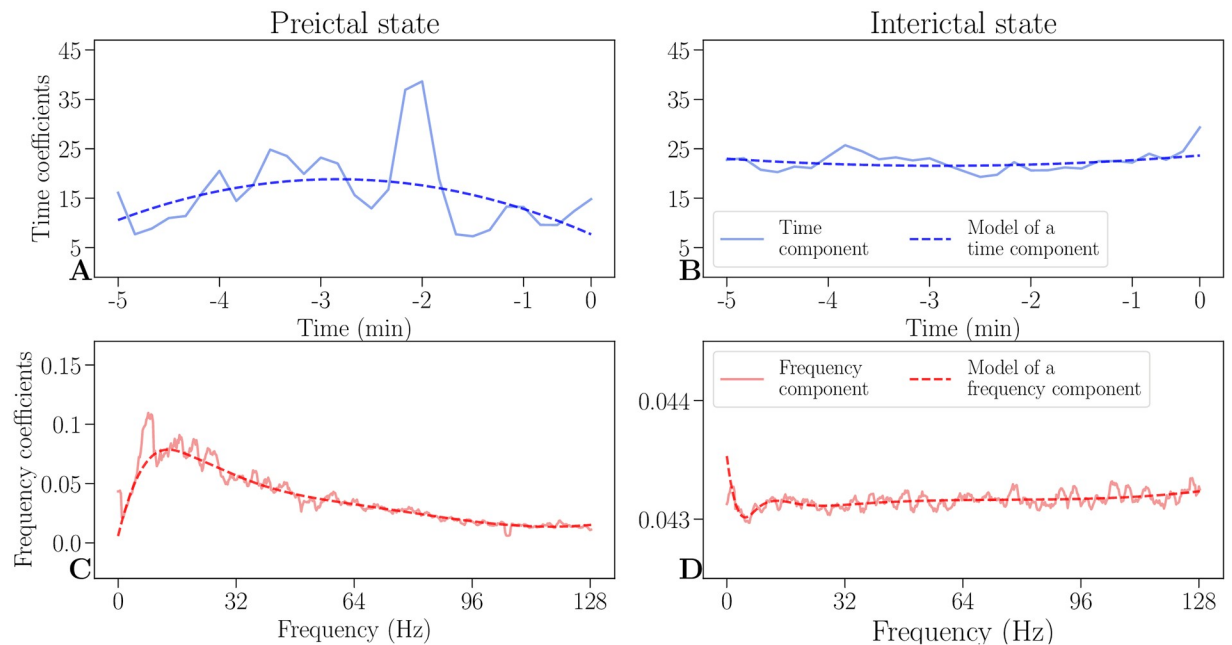 Preictal state
Interictal state
Time coefficients
45
35
25
15
5
A
-5 -4 -3 -2 -1 0
Time (min)
45
35
25
15
5
B
Time
component
Model of a
time component
-5 -4 -3 -2 -1 0
Time (min)
Frequency coefficients
0.15
0.1
0.05
0.0
C
0 32 64 96 128
Frequency (Hz)
0.044
0.043
D
Frequency
component
Model of a
frequency component
0 32 64 96 128
Frequency (Hz)